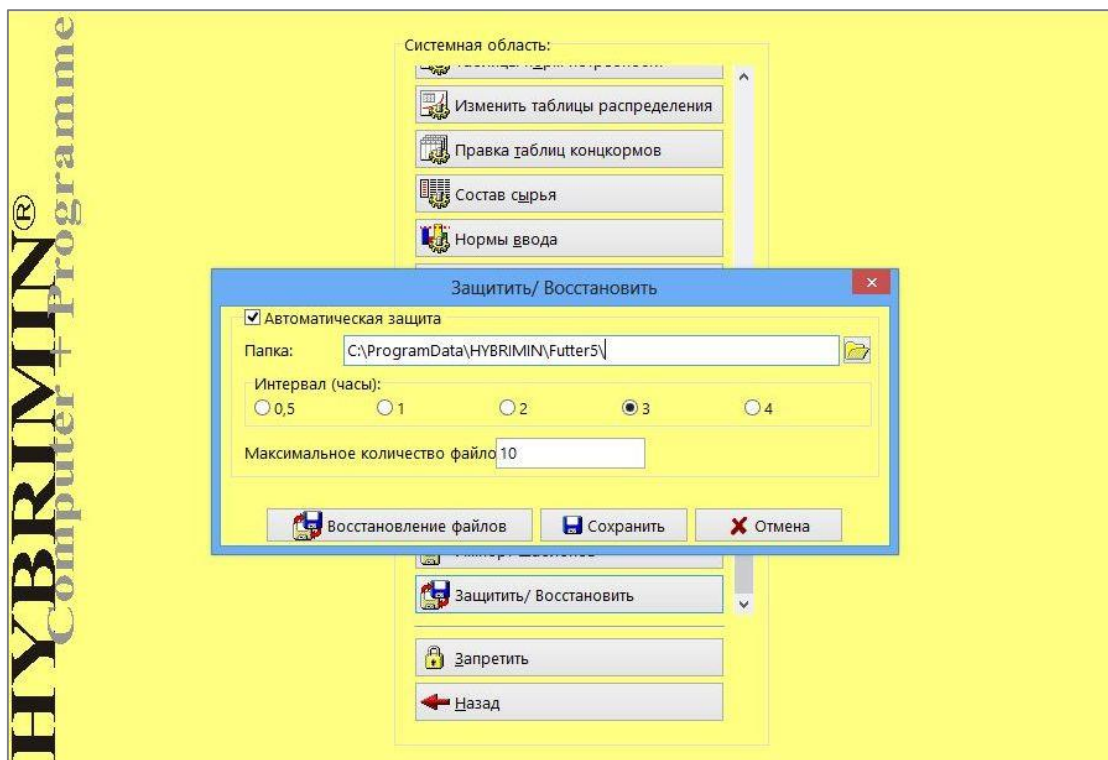 HYBRIMIN®
Computer + Programme
Системная область:
Изменить таблицы распределения
Правка таблиц концкормов
Состав сырья
Нормы ввода
Защитить/ Восстановить
Автоматическая защита
Папка: C:\ProgramData\HYBRIMIN\Futter5\
Интервал (часы):
0,5 1 2 3 4
Максимальное количество файло 10
Восстановление файлов Сохранить Отмена
Защитить/ Восстановить
Запретить
Назад